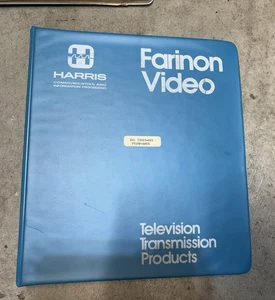 HARRIS
COMMUNICATION AND
INFORMATION PROCESSING
Farinon
Video
Television
Transmission
Products